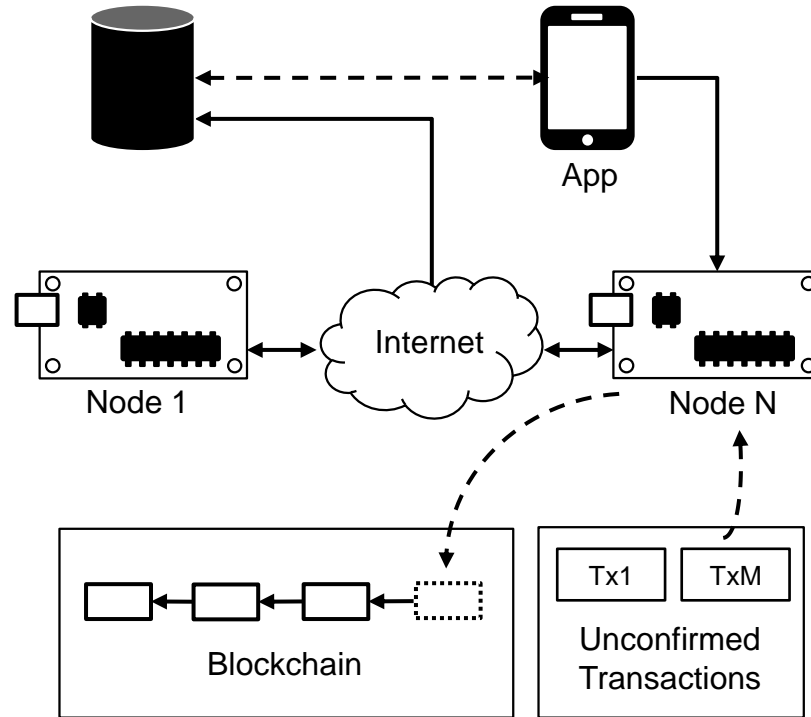 App
Internet
Node 1
Node N
Tx1
TxM
Blockchain
Unconfirmed
Transactions